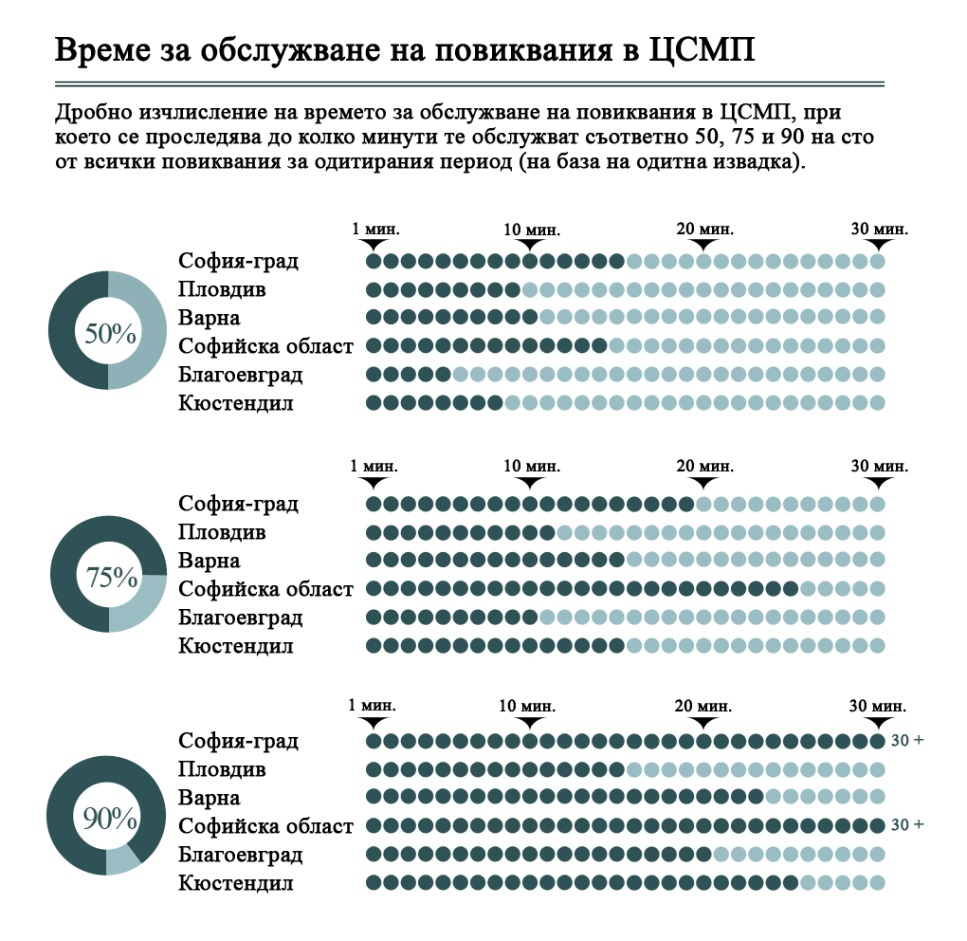 Време за обслужване на повиквания в ЦСМП
Дробно изчлисление на времето за обслужване на повиквания в ЦСМП, при
което се проследява до колко минути те обслужват съответно 50, 75 и 90 на сто
от всички повиквания за одитирания период (на база на одитна извадка).
1 мин. 10 мин. 20 мин. 30 мин.
София-град
Пловдив
Варна
Софийска област
Благоевград
Кюстендил
50%
1 мин. 10 мин. 20 мин. 30 мин.
София-град
Пловдив
Варна
Софийска област
Благоевград
Кюстендил
75%
1 мин. 10 мин. 20 мин. 30 мин.
София-град 30 +
Пловдив
Варна
Софийска област 30 +
Благоевград
Кюстендил
90%